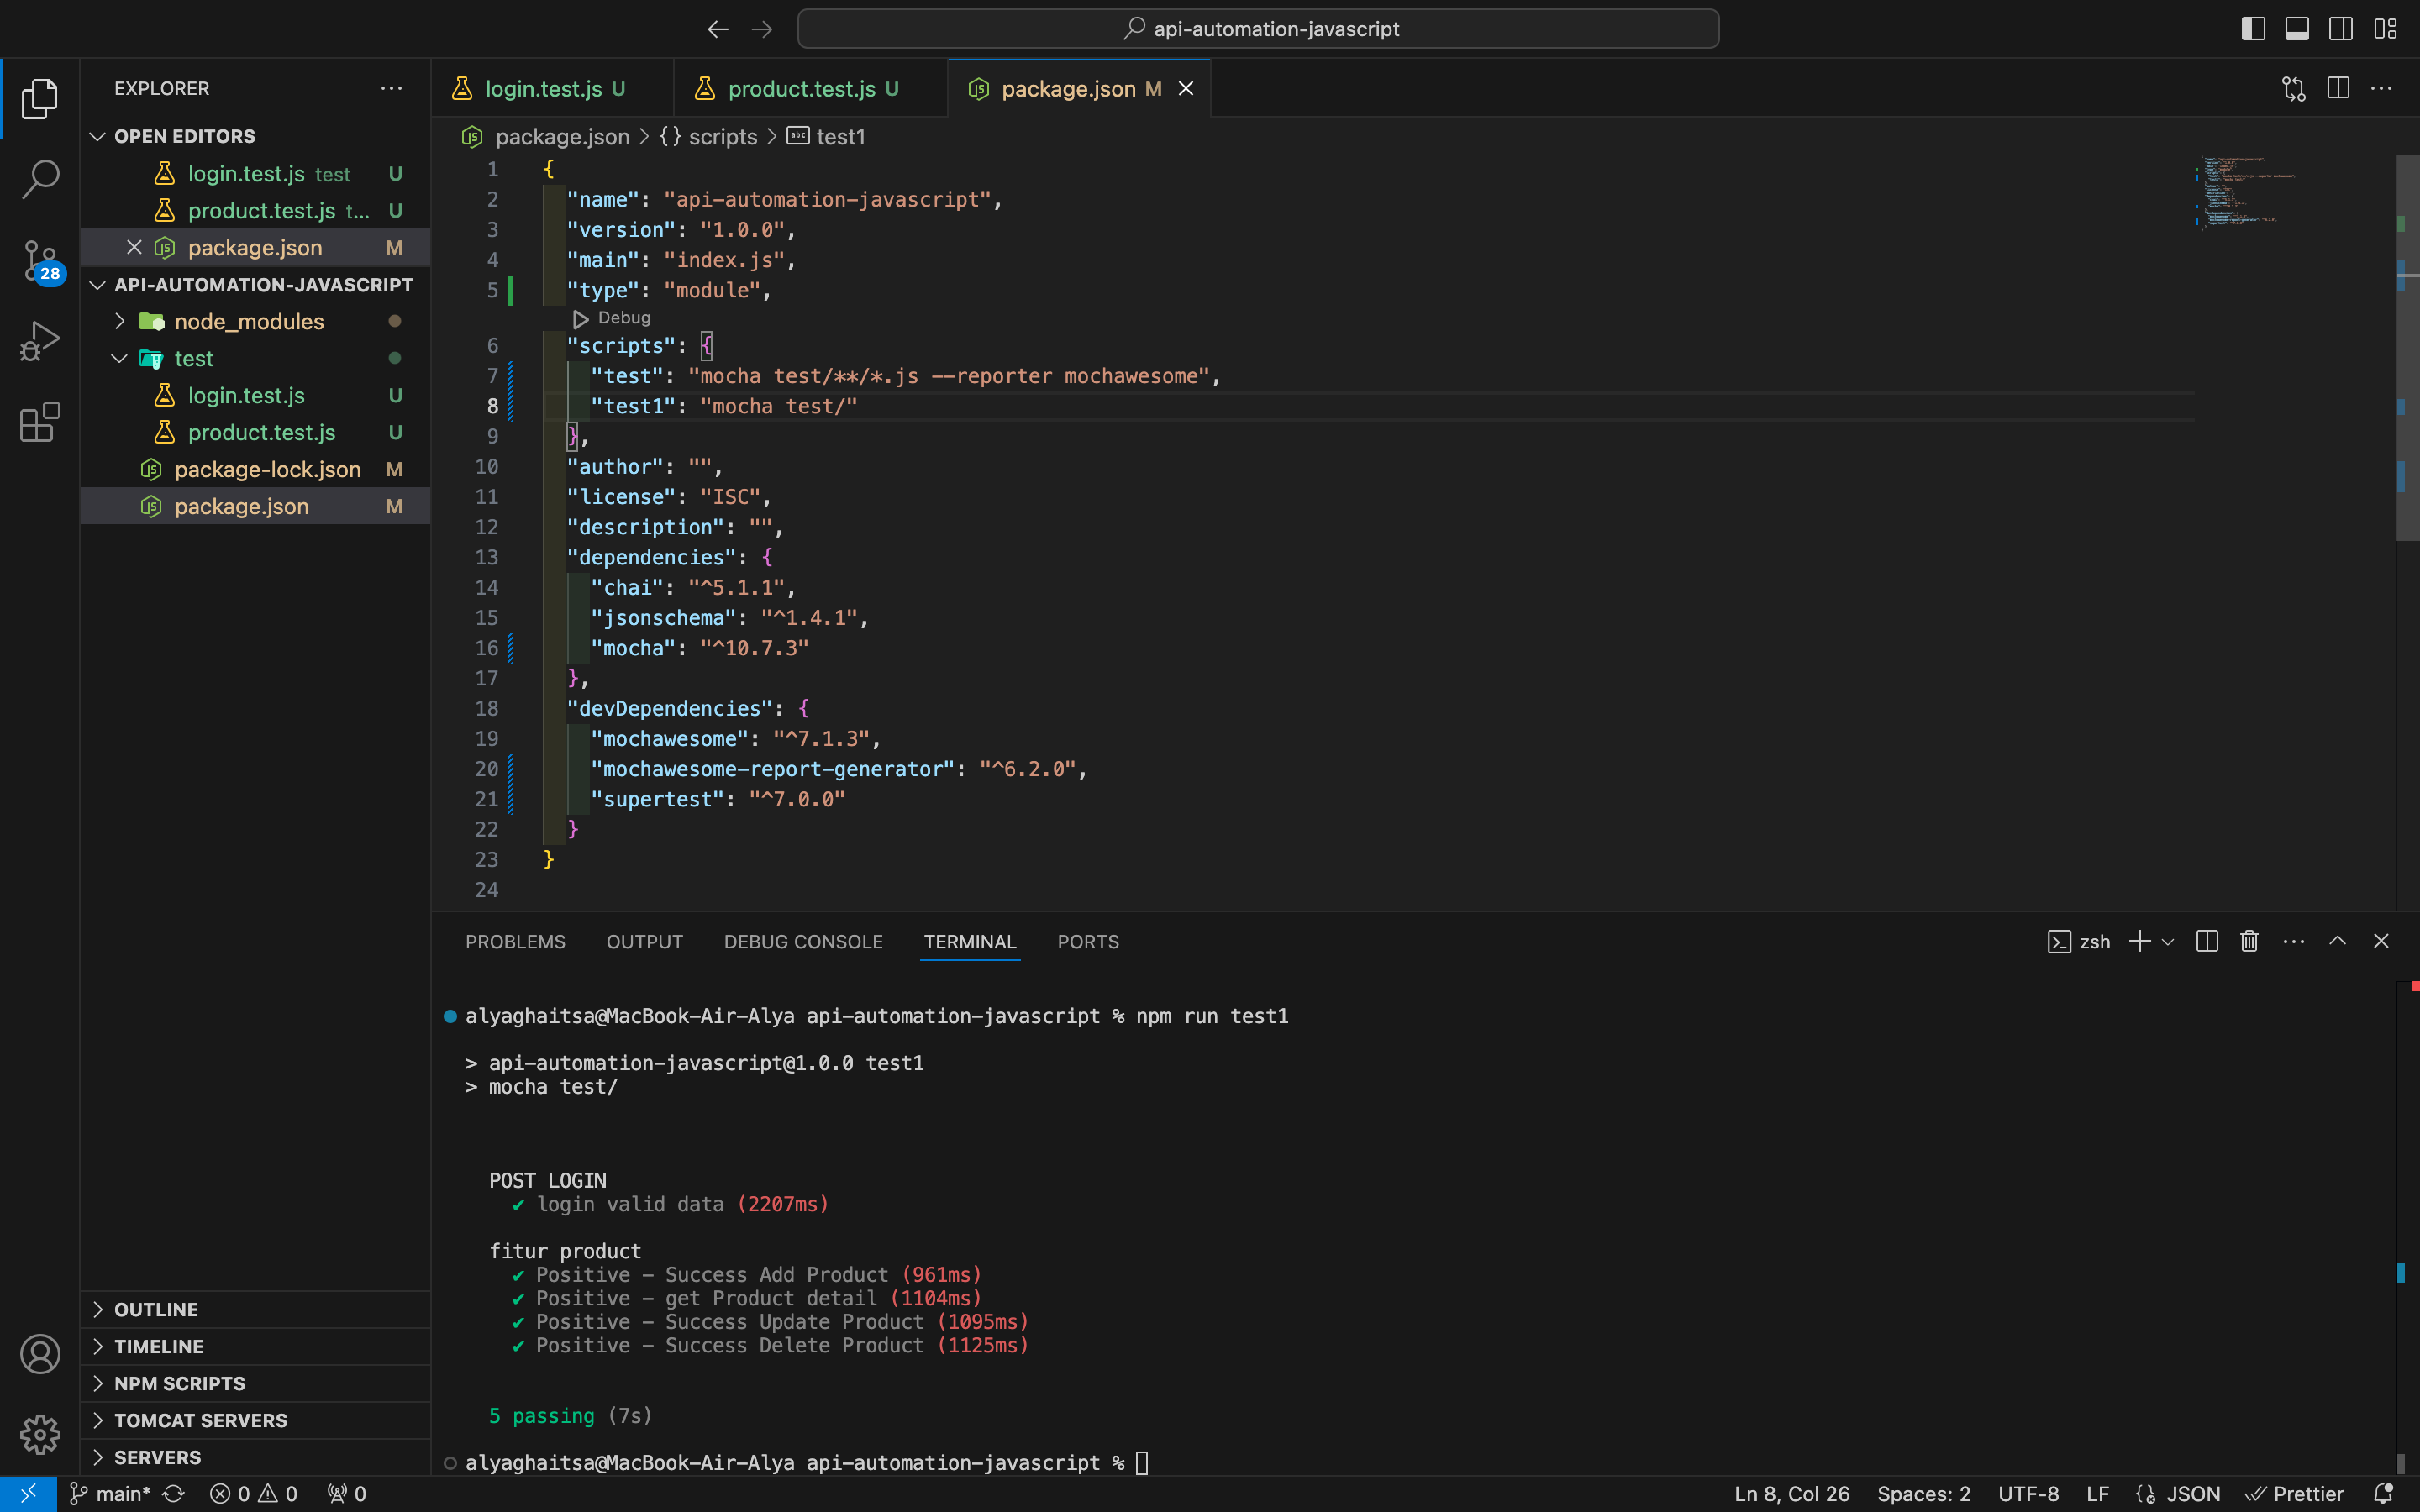 api-automation-javascript
EXPLORER
OPEN EDITORS
login.test.js test U
product.test.js t... U
package.json M
28
API-AUTOMATION-JAVASCRIPT
node_modules
test
login.test.js U
product.test.js U
package-lock.json M
package.json M
OUTLINE
TIMELINE
NPM SCRIPTS
TOMCAT SERVERS
SERVERS
login.test.js U
product.test.js U
package.json M
package.json > {} scripts > abc test1
1 {
2 "name": "api-automation-javascript",
3 "version": "1.0.0",
4 "main": "index.js",
5 "type": "module",
Debug
6 "scripts": {
7 "test": "mocha test/**/*.js --reporter mochawesome",
8 "test1": "mocha test/"
9 },
10 "author": "",
11 "license": "ISC",
12 "description": "",
13 "dependencies": {
14 "chai": "^5.1.1",
15 "jsonschema": "^1.4.1",
16 "mocha": "^10.7.3"
17 },
18 "devDependencies": {
19 "mochawesome": "^7.1.3",
20 "mochawesome-report-generator": "^6.2.0",
21 "supertest": "^7.0.0"
22 }
23 }
24
PROBLEMS OUTPUT DEBUG CONSOLE TERMINAL PORTS
zsh
alyaghaitsa@MacBook-Air-Alya api-automation-javascript % npm run test1
> api-automation-javascript@1.0.0 test1
> mocha test/
POST LOGIN
✔ login valid data (2207ms)
fitur product
✔ Positive - Success Add Product (961ms)
✔ Positive - get Product detail (1104ms)
✔ Positive - Success Update Product (1095ms)
✔ Positive - Success Delete Product (1125ms)
5 passing (7s)
alyaghaitsa@MacBook-Air-Alya api-automation-javascript %
main* 0 0 0
Ln 8, Col 26 Spaces: 2 UTF-8 LF JSON Prettier